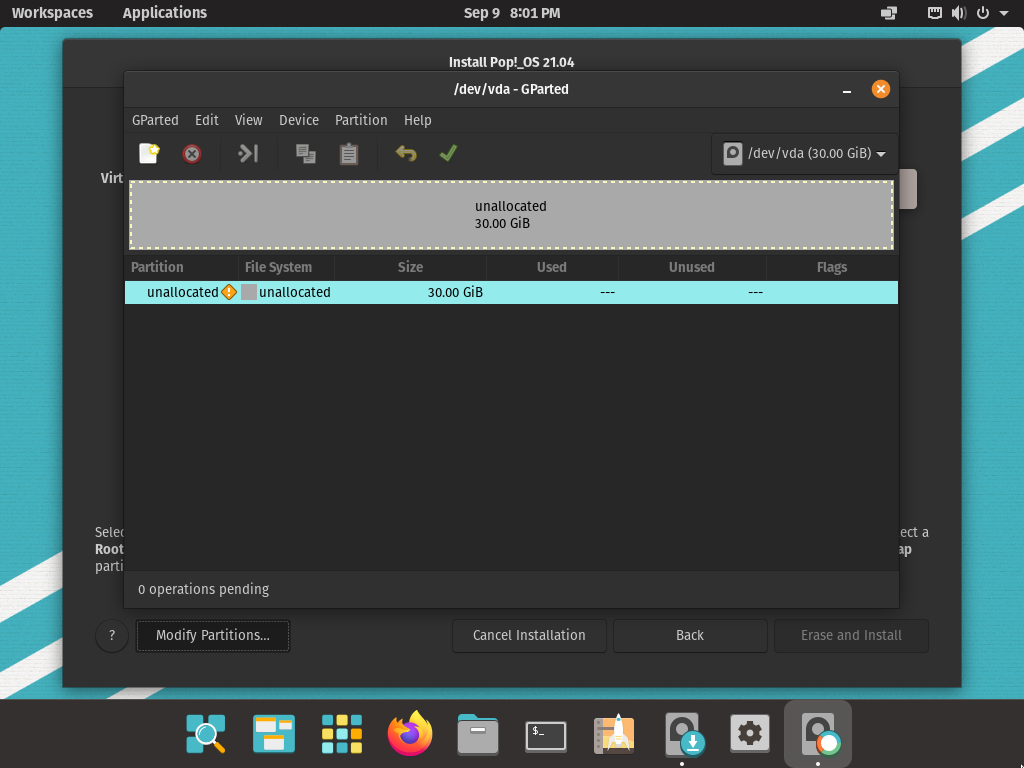 Workspaces Applications Sep 9 8:01 PM
Install Pop!_OS 21.04
/dev/vda - GParted
GParted Edit View Device Partition Help
/dev/vda (30.00 GiB)
Virt
unallocated
30.00 GiB
Partition File System Size Used Unused Flags
unallocated unallocated 30.00 GiB --- ---
Selec ect a
Root ap
parti
0 operations pending
? Modify Partitions... Cancel Installation Back Erase and Install
$_